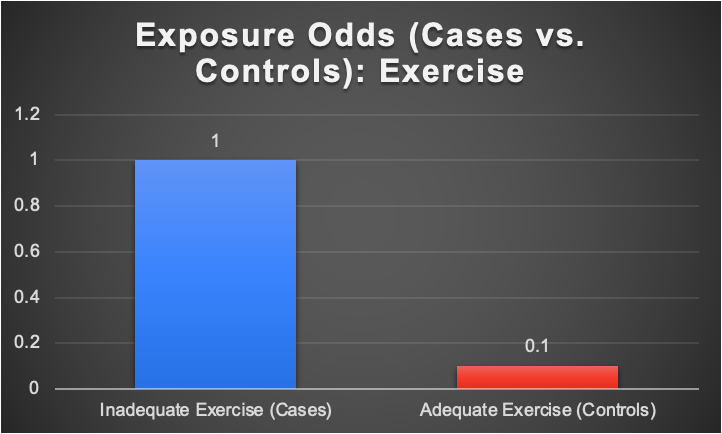 Exposure Odds (Cases vs.
Controls): Exercise
1.2
1
0.8
0.6
0.4
0.2
0
1
0.1
Inadequate Exercise (Cases)
Adequate Exercise (Controls)